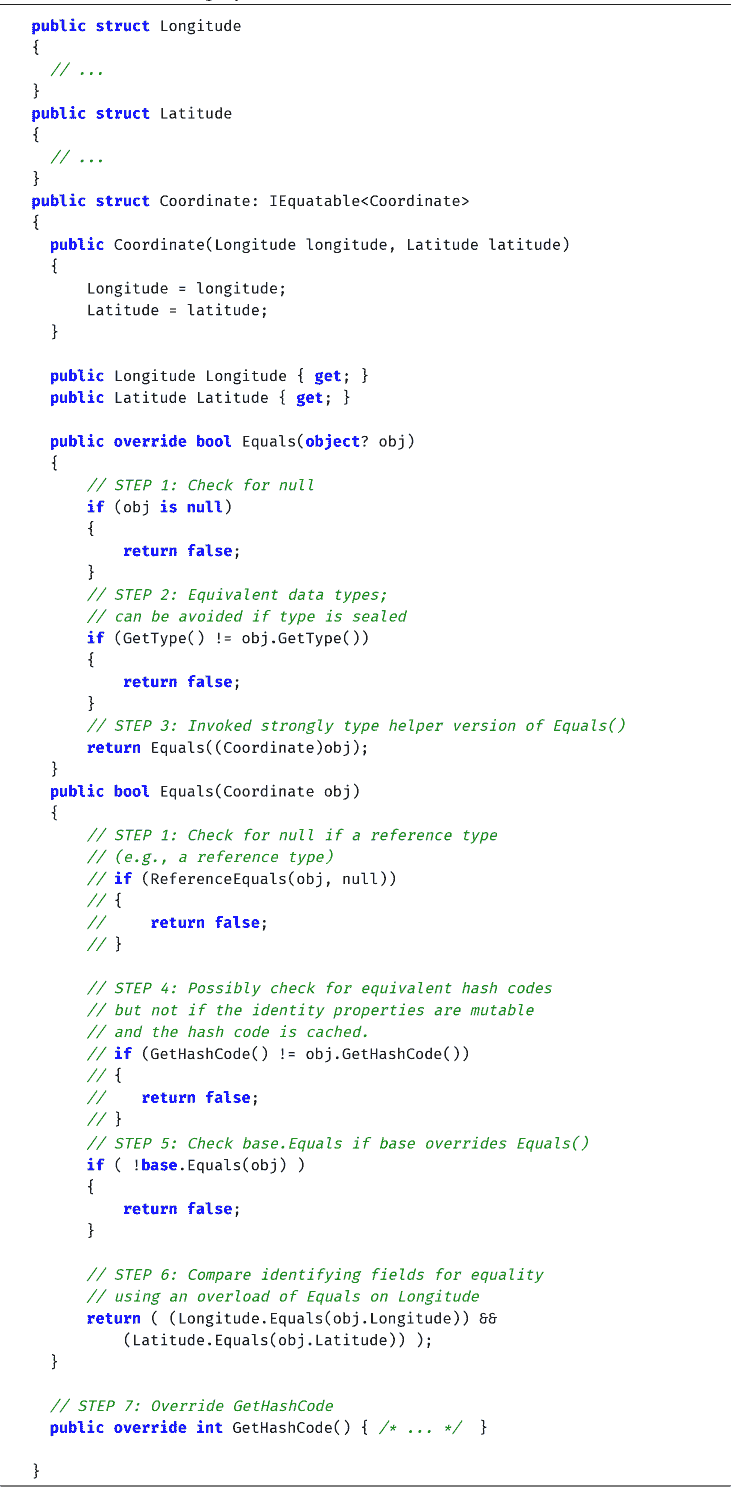 public struct Longitude
{
  // ...
}
public struct Latitude
{
  // ...
}
public struct Coordinate: IEquatable<Coordinate>
{
  public Coordinate(Longitude longitude, Latitude latitude)
  {
      Longitude = longitude;
      Latitude = latitude;
  }

  public Longitude Longitude { get; }
  public Latitude Latitude { get; }

  public override bool Equals(object? obj)
  {
      // STEP 1: Check for null
      if (obj is null)
      {
          return false;
      }
      // STEP 2: Equivalent data types;
      // can be avoided if type is sealed
      if (GetType() != obj.GetType())
      {
          return false;
      }
      // STEP 3: Invoked strongly type helper version of Equals()
      return Equals((Coordinate)obj);
  }
  public bool Equals(Coordinate obj)
  {
      // STEP 1: Check for null if a reference type
      // (e.g., a reference type)
      // if (ReferenceEquals(obj, null))
      // {
      //     return false;
      // }

      // STEP 4: Possibly check for equivalent hash codes
      // but not if the identity properties are mutable
      // and the hash code is cached.
      // if (GetHashCode() != obj.GetHashCode())
      // {
      //    return false;
      // }
      // STEP 5: Check base.Equals if base overrides Equals()
      if ( !base.Equals(obj) )
      {
          return false;
      }

      // STEP 6: Compare identifying fields for equality
      // using an overload of Equals on Longitude
      return ( (Longitude.Equals(obj.Longitude)) &&
          (Latitude.Equals(obj.Latitude)) );
  }

  // STEP 7: Override GetHashCode
  public override int GetHashCode() { /* ... */  }

}